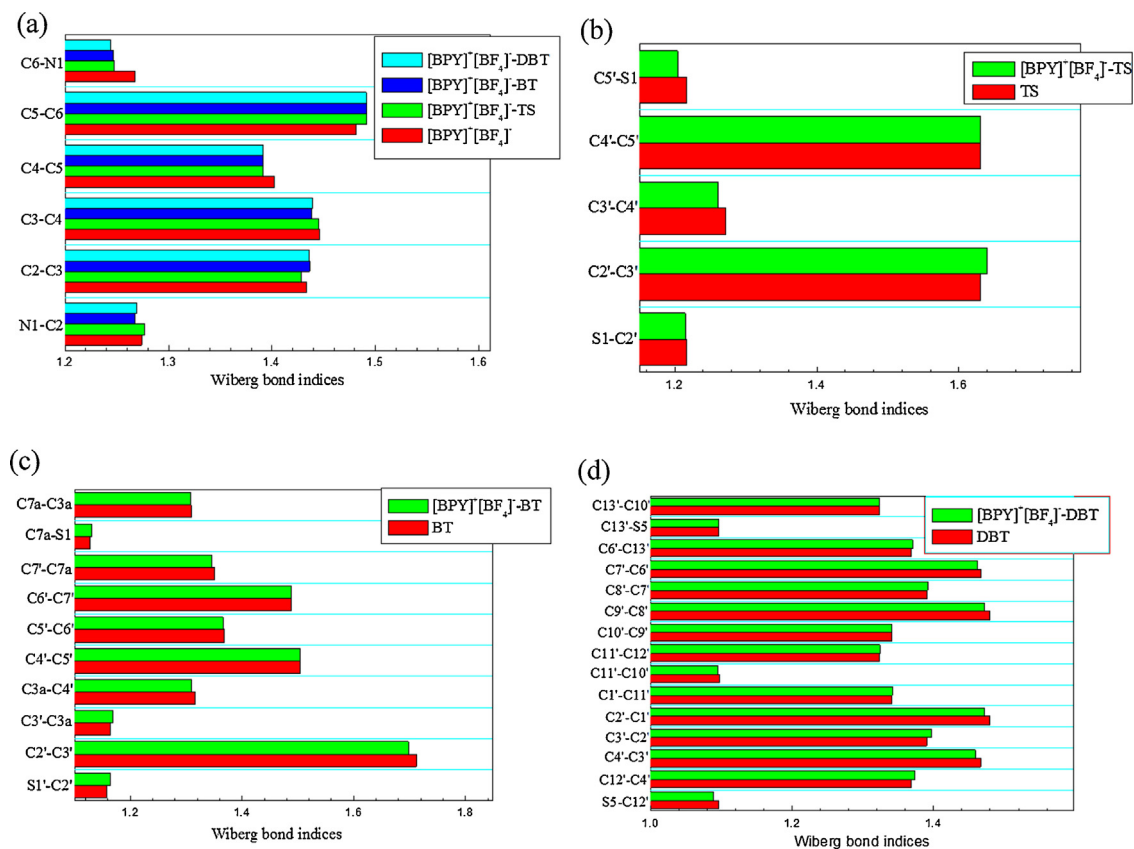 (a)
C6-N1
C5-C6
C4-C5
C3-C4
C2-C3
N1-C2
[BPY]⁺[BF₄]⁻-DBT
[BPY]⁺[BF₄]⁻-BT
[BPY]⁺[BF₄]⁻-TS
[BPY]⁺[BF₄]⁻
1.2 1.3 1.4 1.5 1.6
Wiberg bond indices
(b)
C5'-S1
C4'-C5'
C3'-C4'
C2'-C3'
S1-C2'
[BPY]⁺[BF₄]⁻-TS
TS
1.2 1.4 1.6
Wiberg bond indices
(c)
C7a-C3a
C7a-S1
C7'-C7a
C6'-C7'
C5'-C6'
C4'-C5'
C3a-C4'
C3'-C3a
C2'-C3'
S1'-C2'
[BPY]⁺[BF₄]⁻-BT
BT
1.2 1.4 1.6 1.8
Wiberg bond indices
(d)
C13'-C10'
C13'-S5
C6'-C13'
C7'-C6'
C8'-C7'
C9'-C8'
C10'-C9'
C11'-C12'
C11'-C10'
C1'-C11'
C2'-C1'
C3'-C2'
C4'-C3'
C12'-C4'
S5-C12'
[BPY]⁺[BF₄]⁻-DBT
DBT
1.0 1.2 1.4
Wiberg bond indices